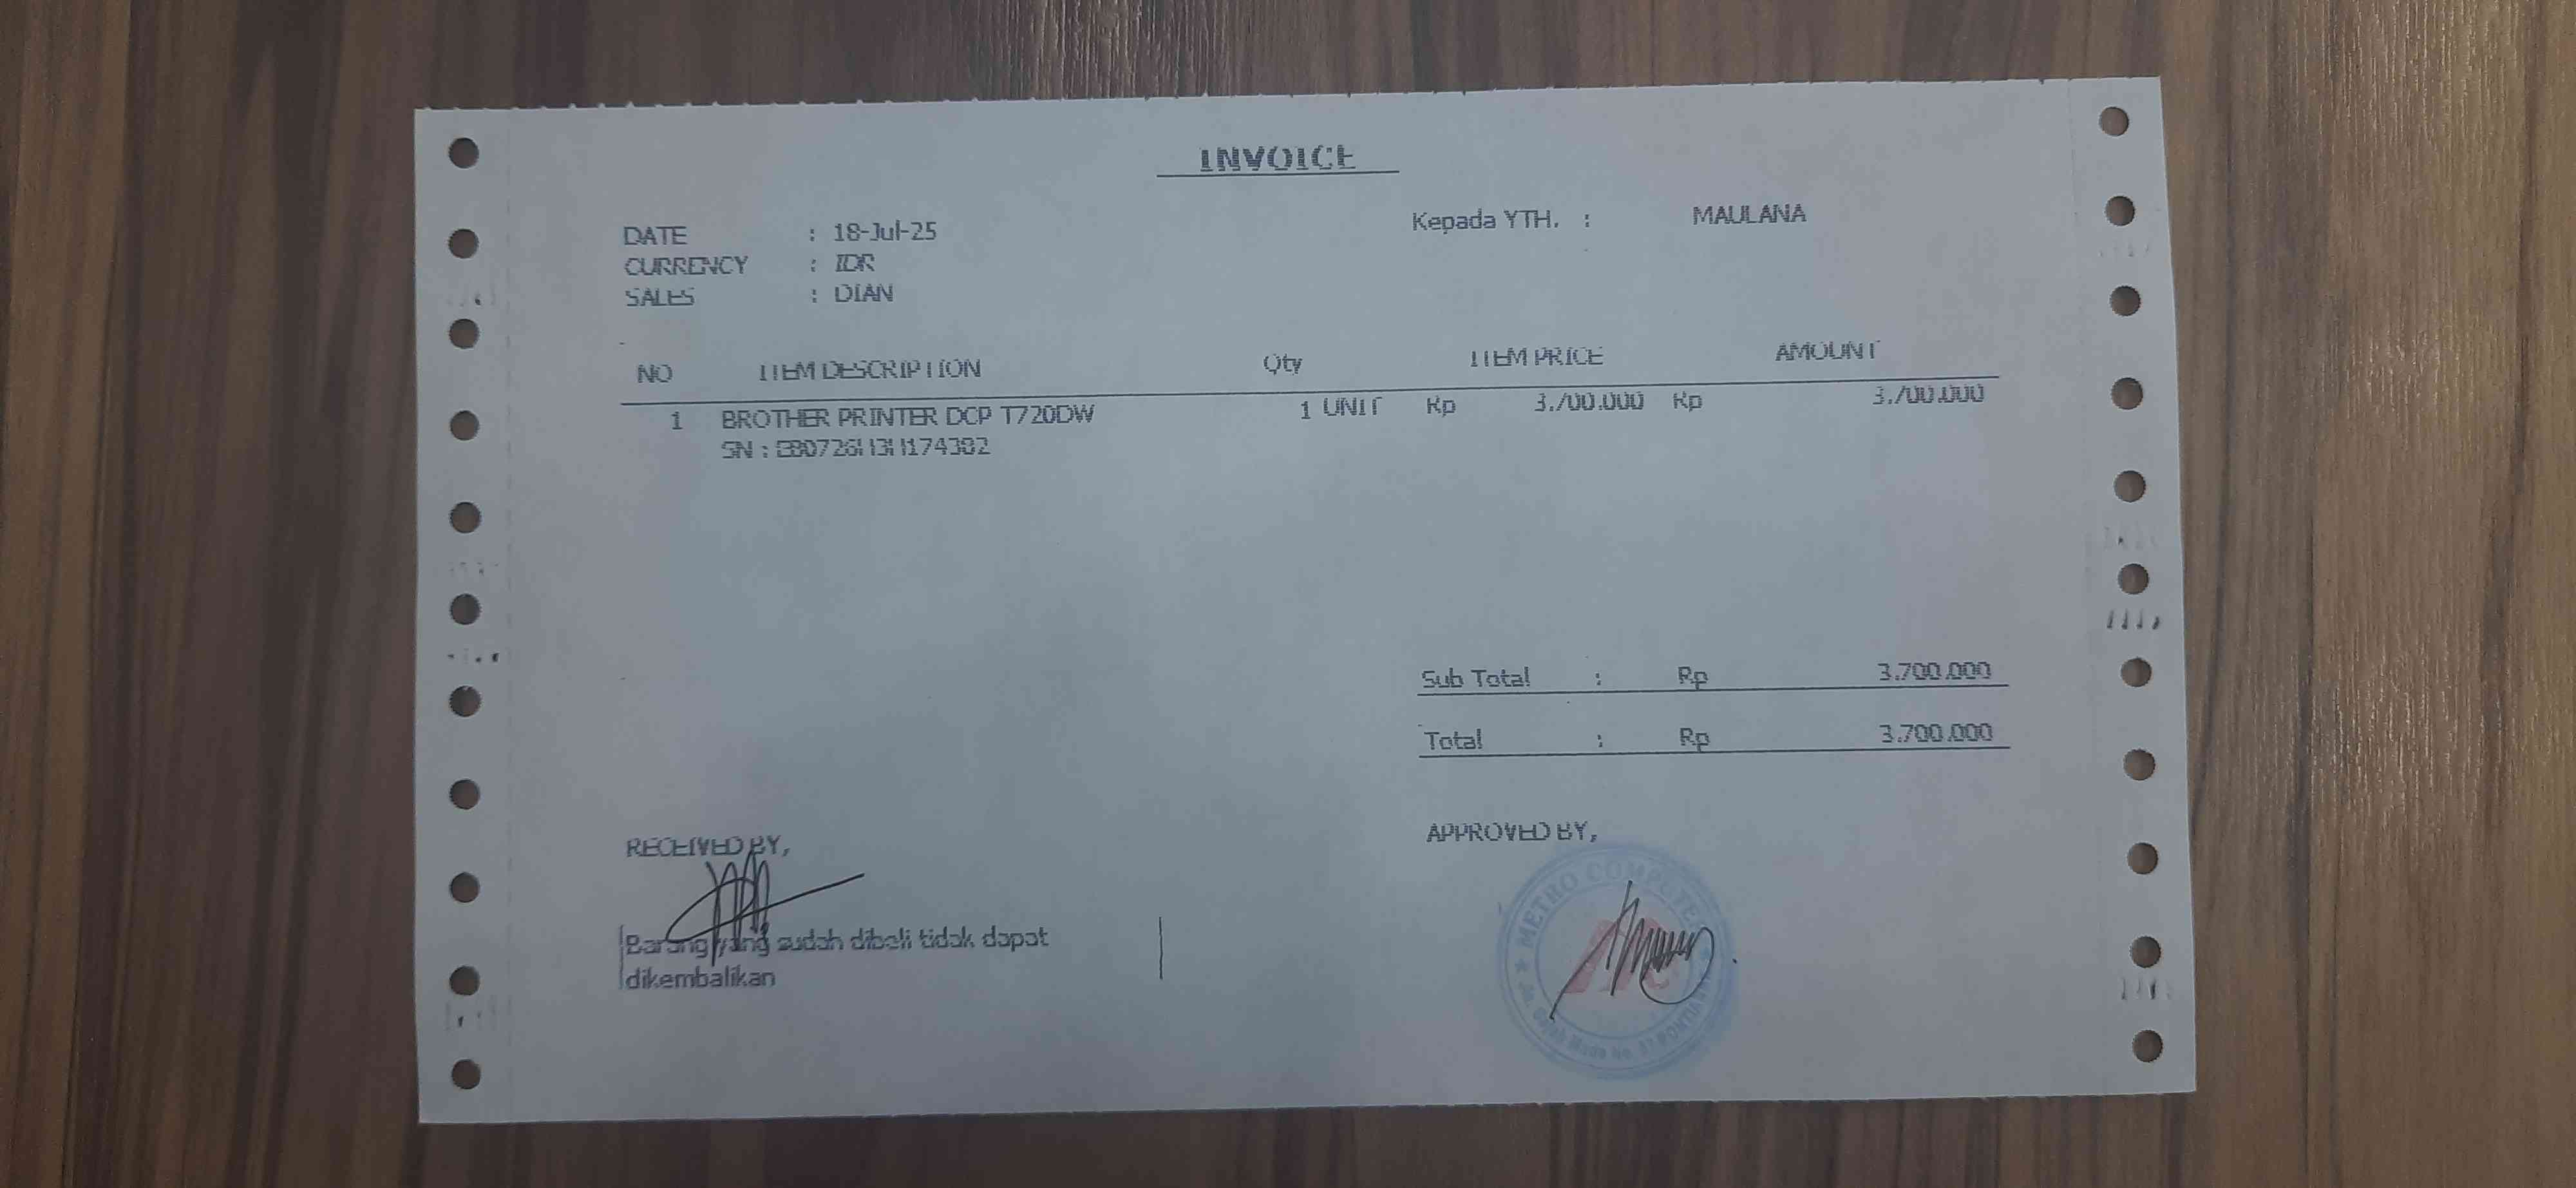 INVOICE
DATE : 18-Jul-25
Kepada YTH. : MAULANA
CURRENCY : IDR
SALES : DIAN
NO ITEM DESCRIPTION Qty ITEM PRICE AMOUNT
1 BROTHER PRINTER DCP T720DW 1 UNIT Rp 3.700.000 Rp 3.700.000
SN : E80726H3H174382
Sub Total : Rp 3.700.000
Total : Rp 3.700.000
RECEIVED BY,
APPROVED BY,
Barang yang sudah dibeli tidak dapat
dikembalikan
METRO COMPUTER